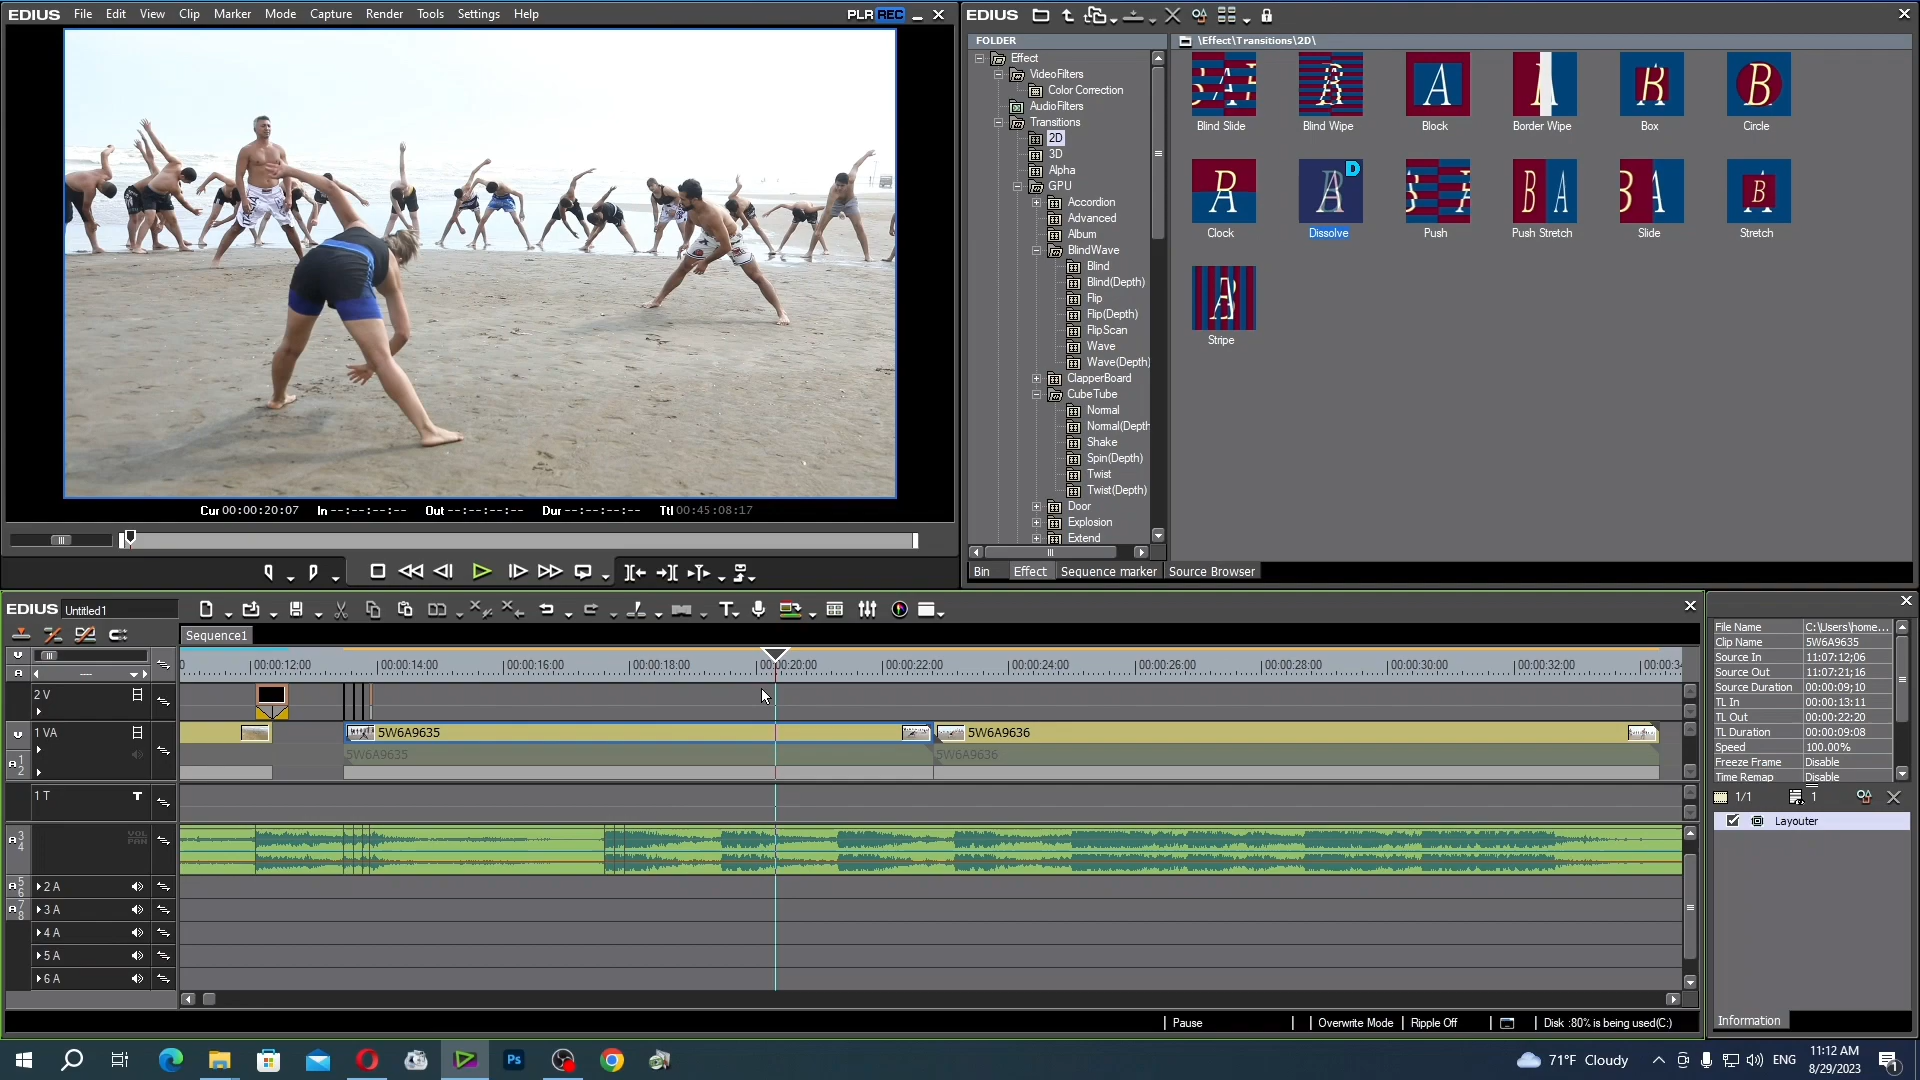 EDIUS File Edit View Clip Marker Mode Capture Render Tools Settings Help PLR REC
Cur 00:00:20:07 In --:--:--:-- Out --:--:--:-- Dur --:--:--:-- Ttl 00:45:08:17
EDIUS
FOLDER
Effect
VideoFilters
Color Correction
AudioFilters
Transitions
2D
3D
Alpha
GPU
Accordion
Advanced
Album
BlindWave
Blind
Blind(Depth)
Flip
Flip(Depth)
FlipScan
Wave
Wave(Depth)
ClapperBoard
CubeTube
Normal
Normal(Depth
Shake
Spin(Depth)
Twist
Twist(Depth)
Door
Explosion
Extend
\Effect\Transitions\2D\
Blind Slide Blind Wipe Block Border Wipe Box Circle
Clock Dissolve Push Push Stretch Slide Stretch
Stripe
Bin Effect Sequence marker Source Browser
EDIUS Untitled1
Sequence1
00:00:12:00 00:00:14:00 00:00:16:00 00:00:18:00 00:00:20:00 00:00:22:00 00:00:24:00 00:00:26:00 00:00:28:00 00:00:30:00 00:00:32:00 00:00:34
2 V
1 VA 5W6A9635 5W6A9636
5W6A9635 5W6A9636
1 T T
VOL
PAN
2 A
3 A
4 A
5 A
6 A
Pause Overwrite Mode Ripple Off Disk :80% is being used(C:)
File Name C:\Users\home...
Clip Name 5W6A9635
Source In 11:07:12;06
Source Out 11:07:21;16
Source Duration 00:00:09;10
TL In 00:00:13:11
TL Out 00:00:22:20
TL Duration 00:00:09:08
Speed 100.00%
Freeze Frame Disable
Time Remap Disable
1/1 1
Layouter
Information
71°F Cloudy ENG 11:12 AM
8/29/2023